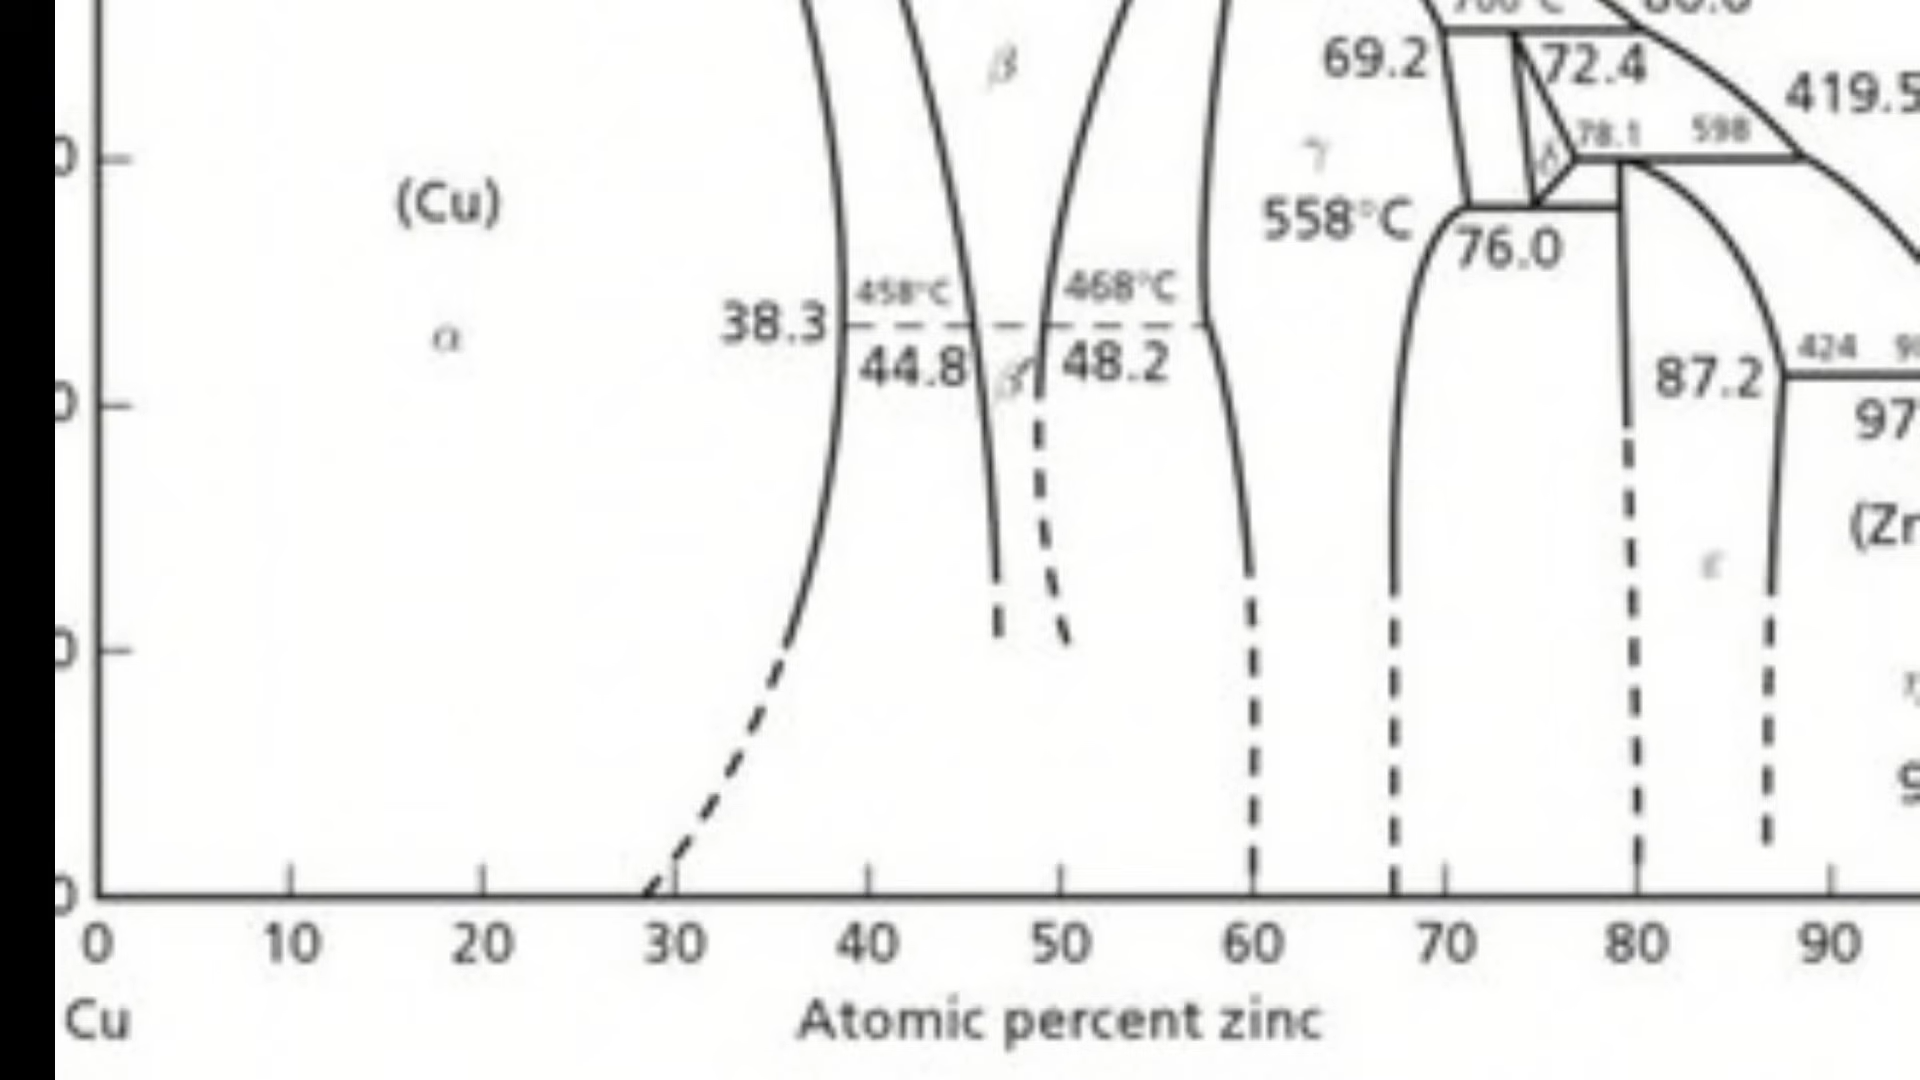 69.2
72.4
419.5
β
78.1 598
γ
δ
(Cu)
558°C
76.0
458°C 468°C
38.3
α
44.8 48.2
β′
424
87.2
97
(Zn
ε
0 10 20 30 40 50 60 70 80 90
Cu Atomic percent zinc